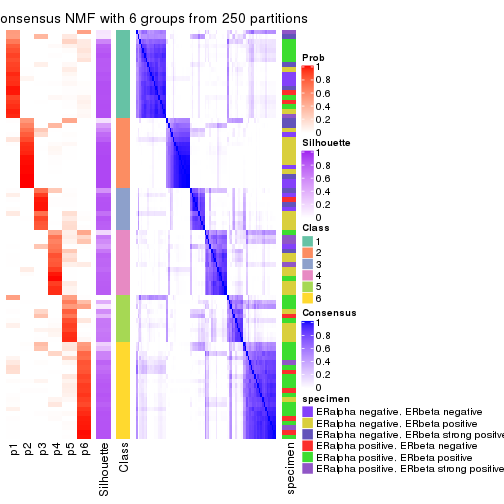 onsensus NMF with 6 groups from 250 partitions
Prob
1
0.8
0.6
0.4
0.2
0
Silhouette
1
0.8
0.6
0.4
0.2
0
Class
1
2
3
4
5
6
Consensus
1
0.8
0.6
0.4
0.2
0
specimen
ERalpha negative. ERbeta negative
ERalpha negative. ERbeta positive
ERalpha negative. ERbeta strong positive
ERalpha positive. ERbeta negative
ERalpha positive. ERbeta positive
ERalpha positive. ERbeta strong positive
p1
p2
p3
p4
p5
p6
Silhouette
Class
specimen